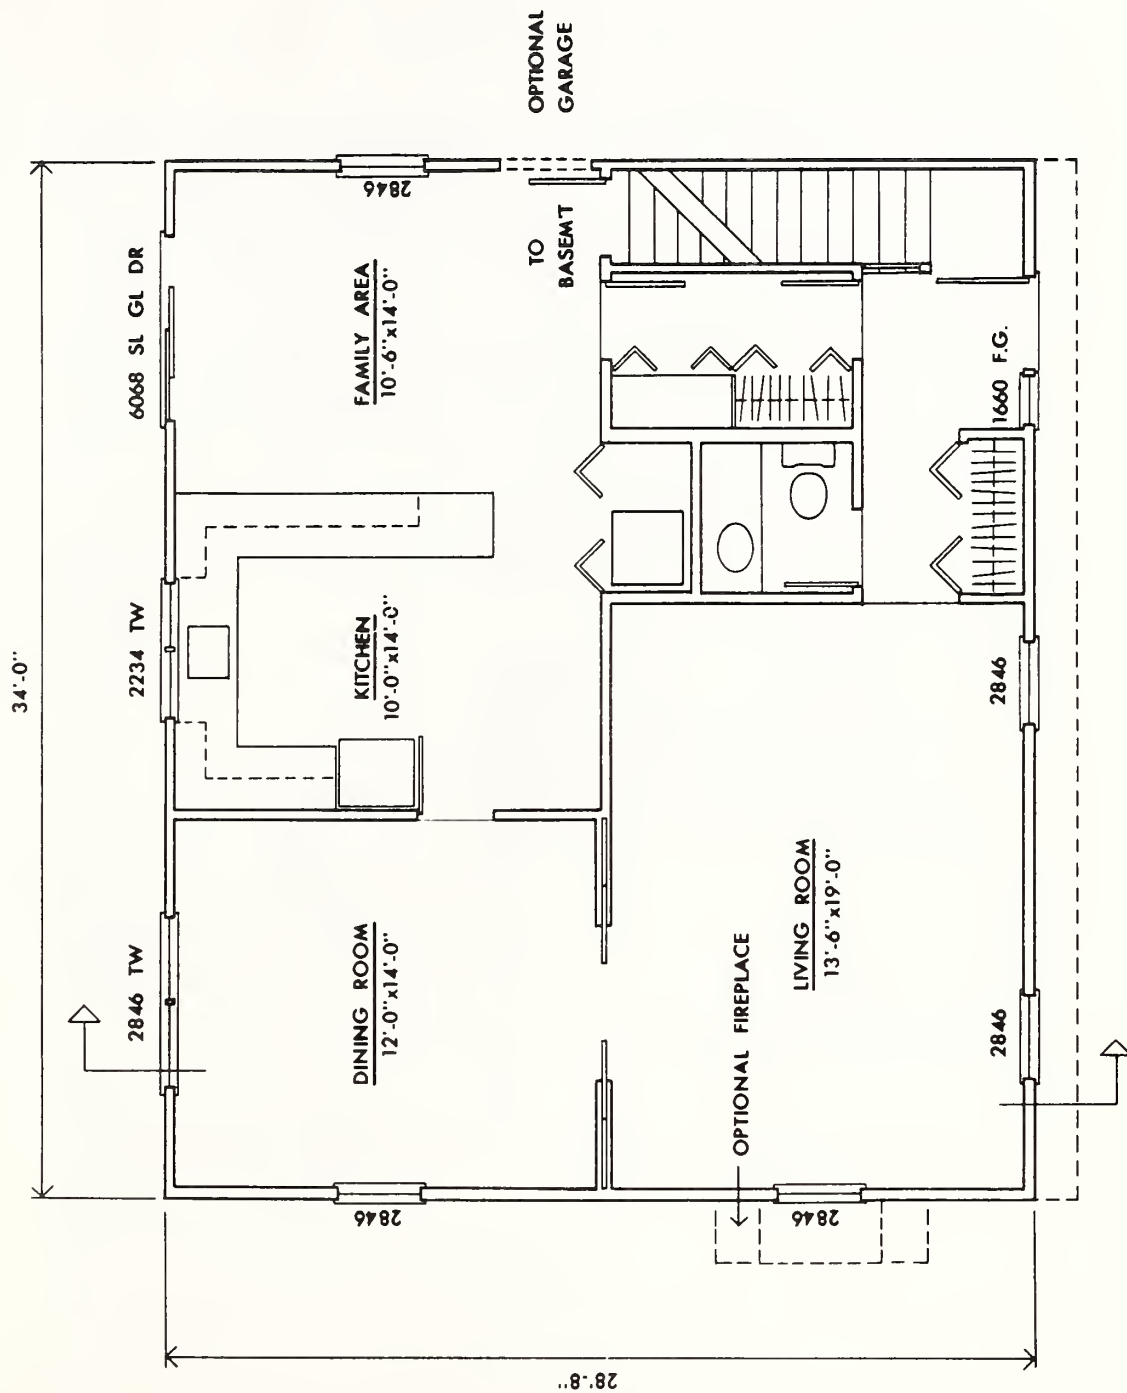 34'-0"
2846 TW
2234 TW
6068 SL GL DR
DINING ROOM
12'-0"x14'-0"
KITCHEN
10'-0"x14'-0"
FAMILY AREA
10'-6"x14'-0"
2846
2846
OPTIONAL
GARAGE
TO
BASEM'T
OPTIONAL FIREPLACE
LIVING ROOM
13'-6"x19'-0"
2846
2846
2846
1660 F.G.
28'-8"